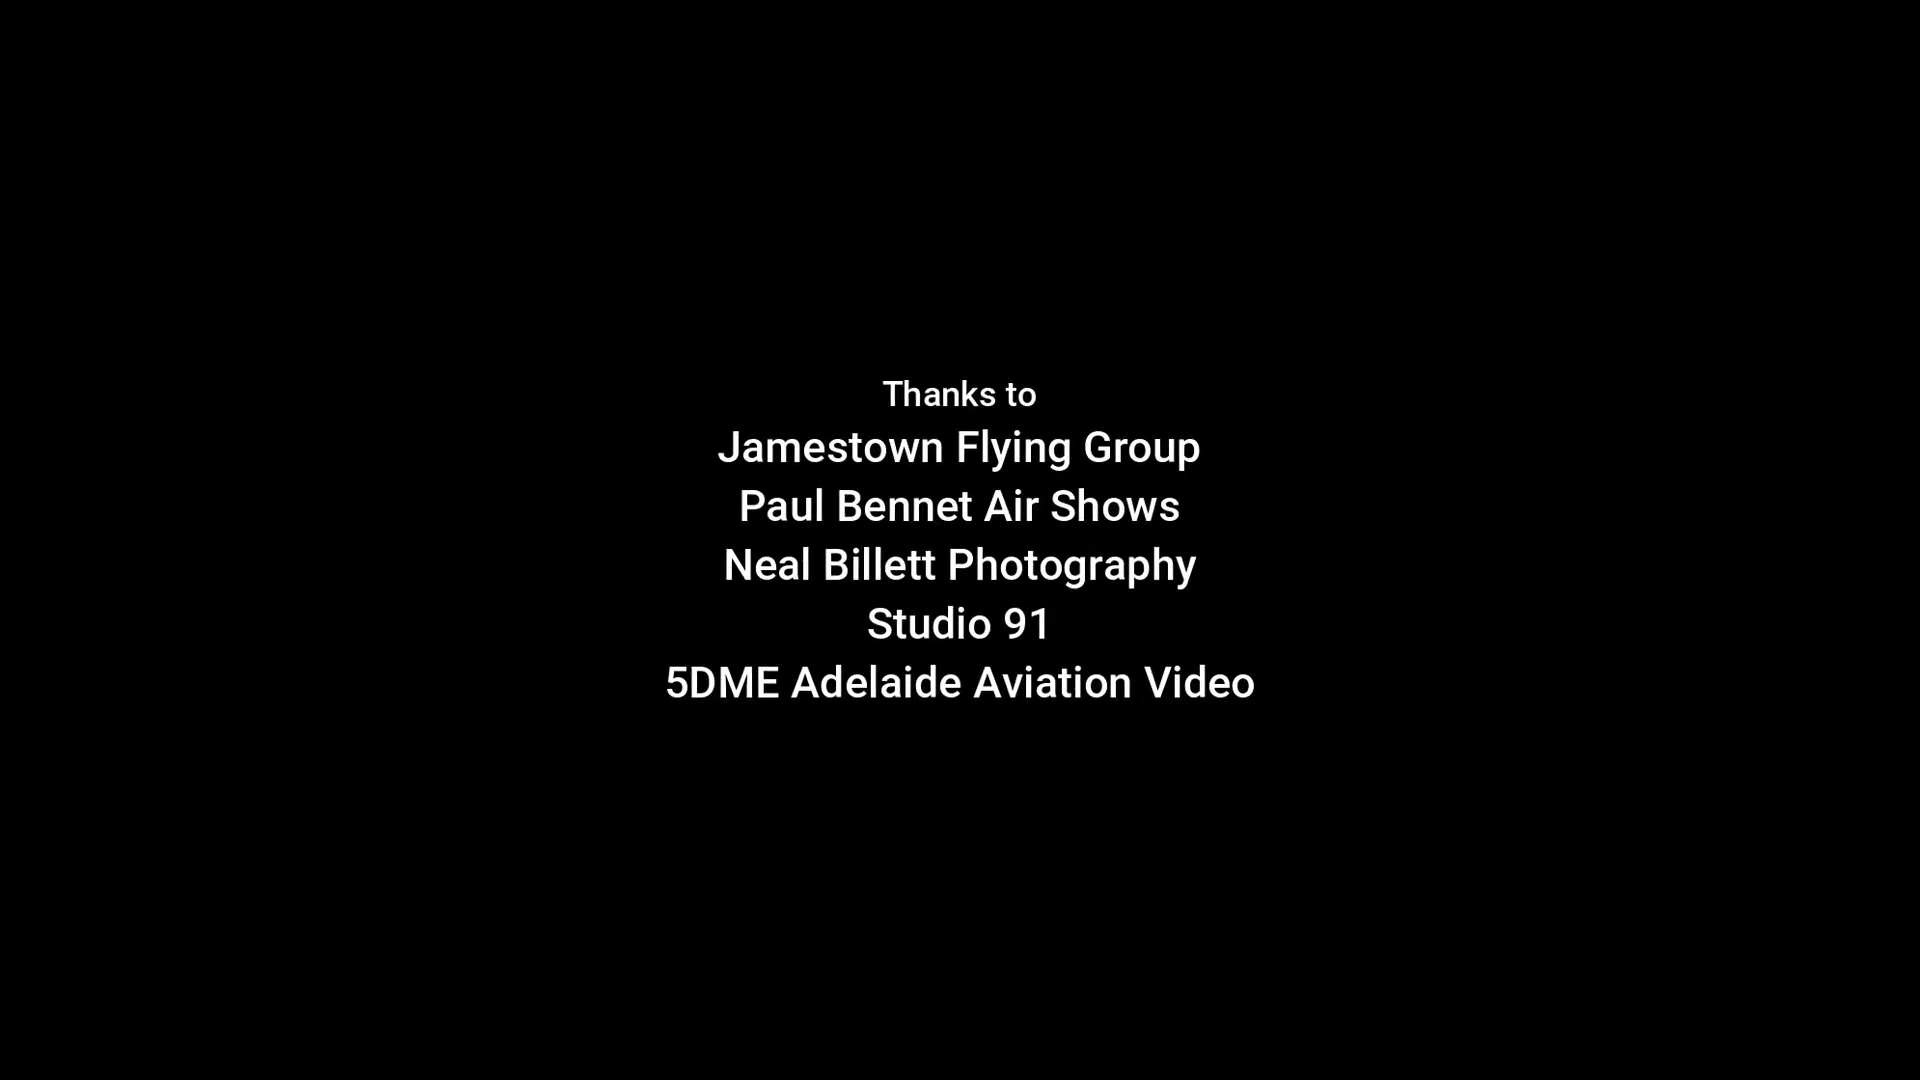 Thanks to
Jamestown Flying Group
Paul Bennet Air Shows
Neal Billett Photography
Studio 91
5DME Adelaide Aviation Video